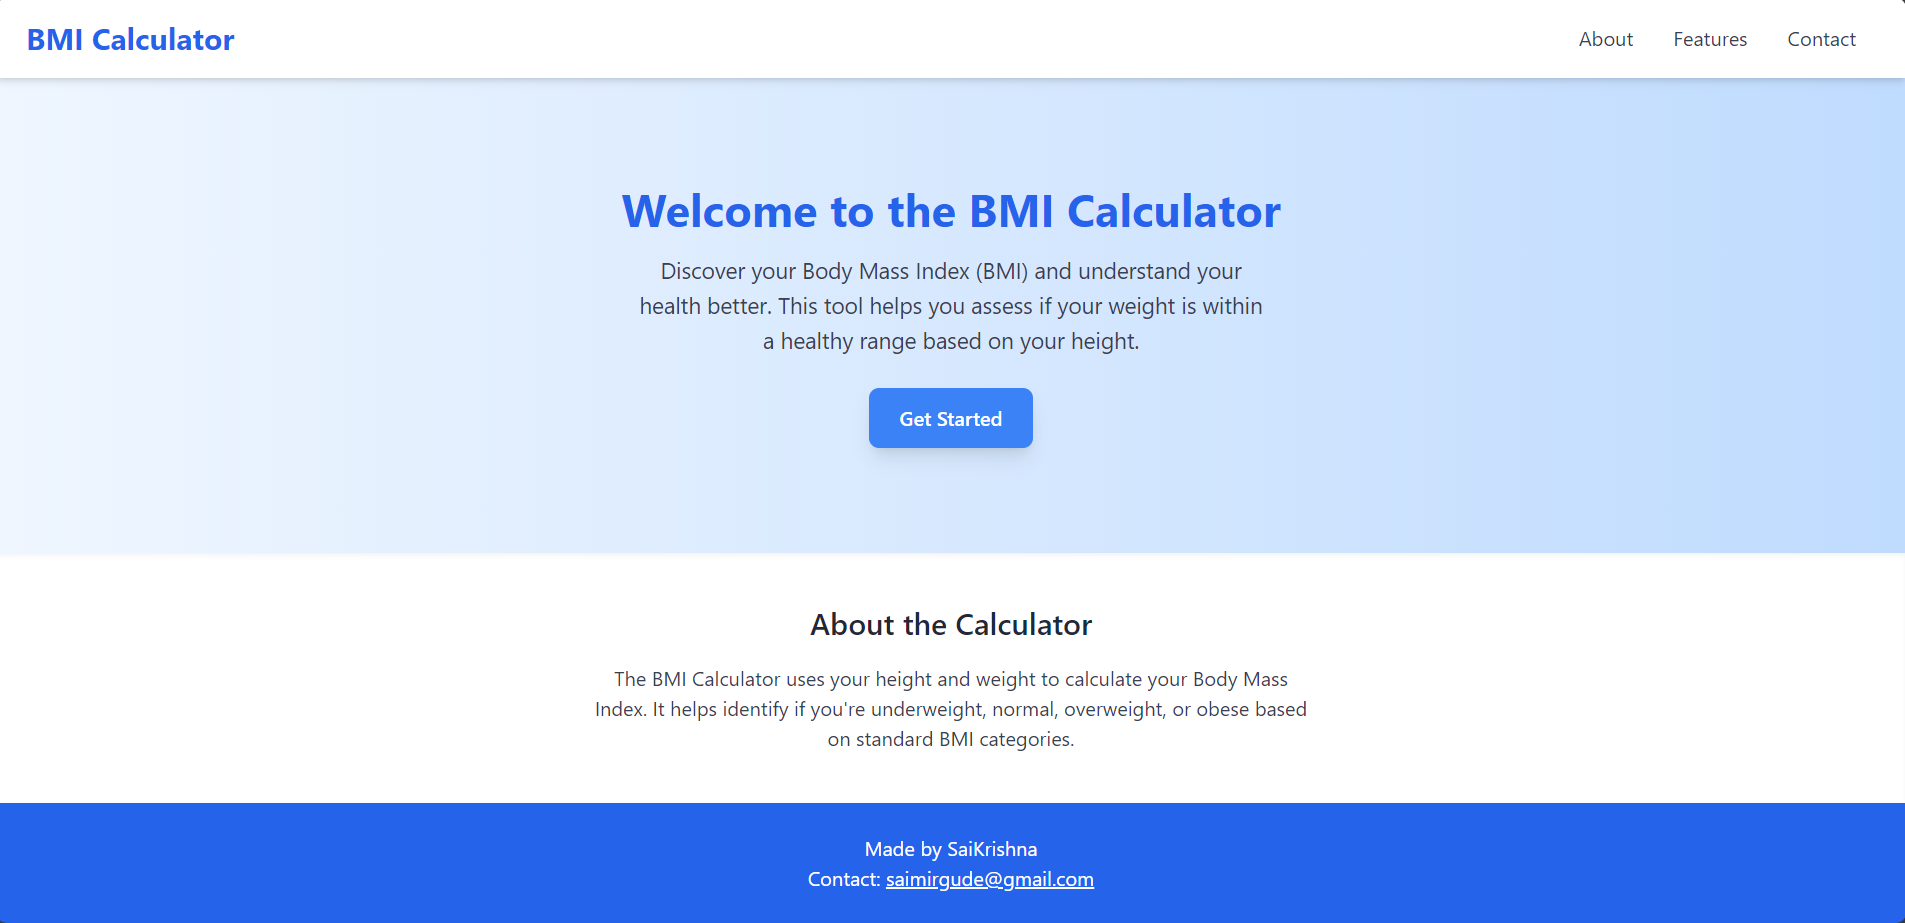 BMI Calculator
About
Features
Contact
Welcome to the BMI Calculator
Discover your Body Mass Index (BMI) and understand your
health better. This tool helps you assess if your weight is within
a healthy range based on your height.
Get Started
About the Calculator
The BMI Calculator uses your height and weight to calculate your Body Mass
Index. It helps identify if you're underweight, normal, overweight, or obese based
on standard BMI categories.
Made by SaiKrishna
Contact: saimirgude@gmail.com